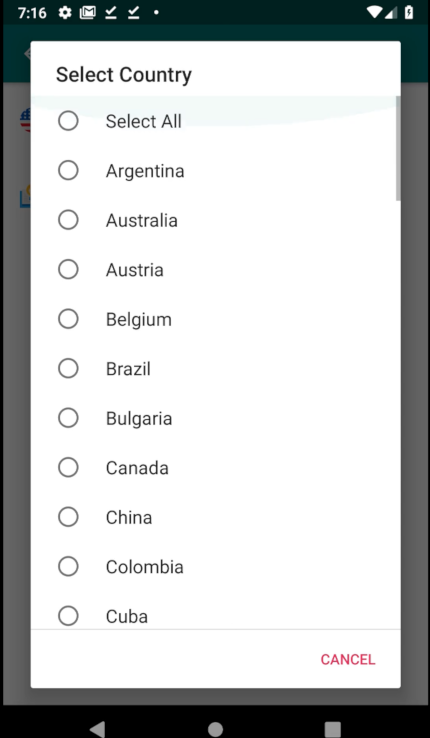 7:16
Select Country
Select All
Argentina
Australia
Austria
Belgium
Brazil
Bulgaria
Canada
China
Colombia
Cuba
CANCEL